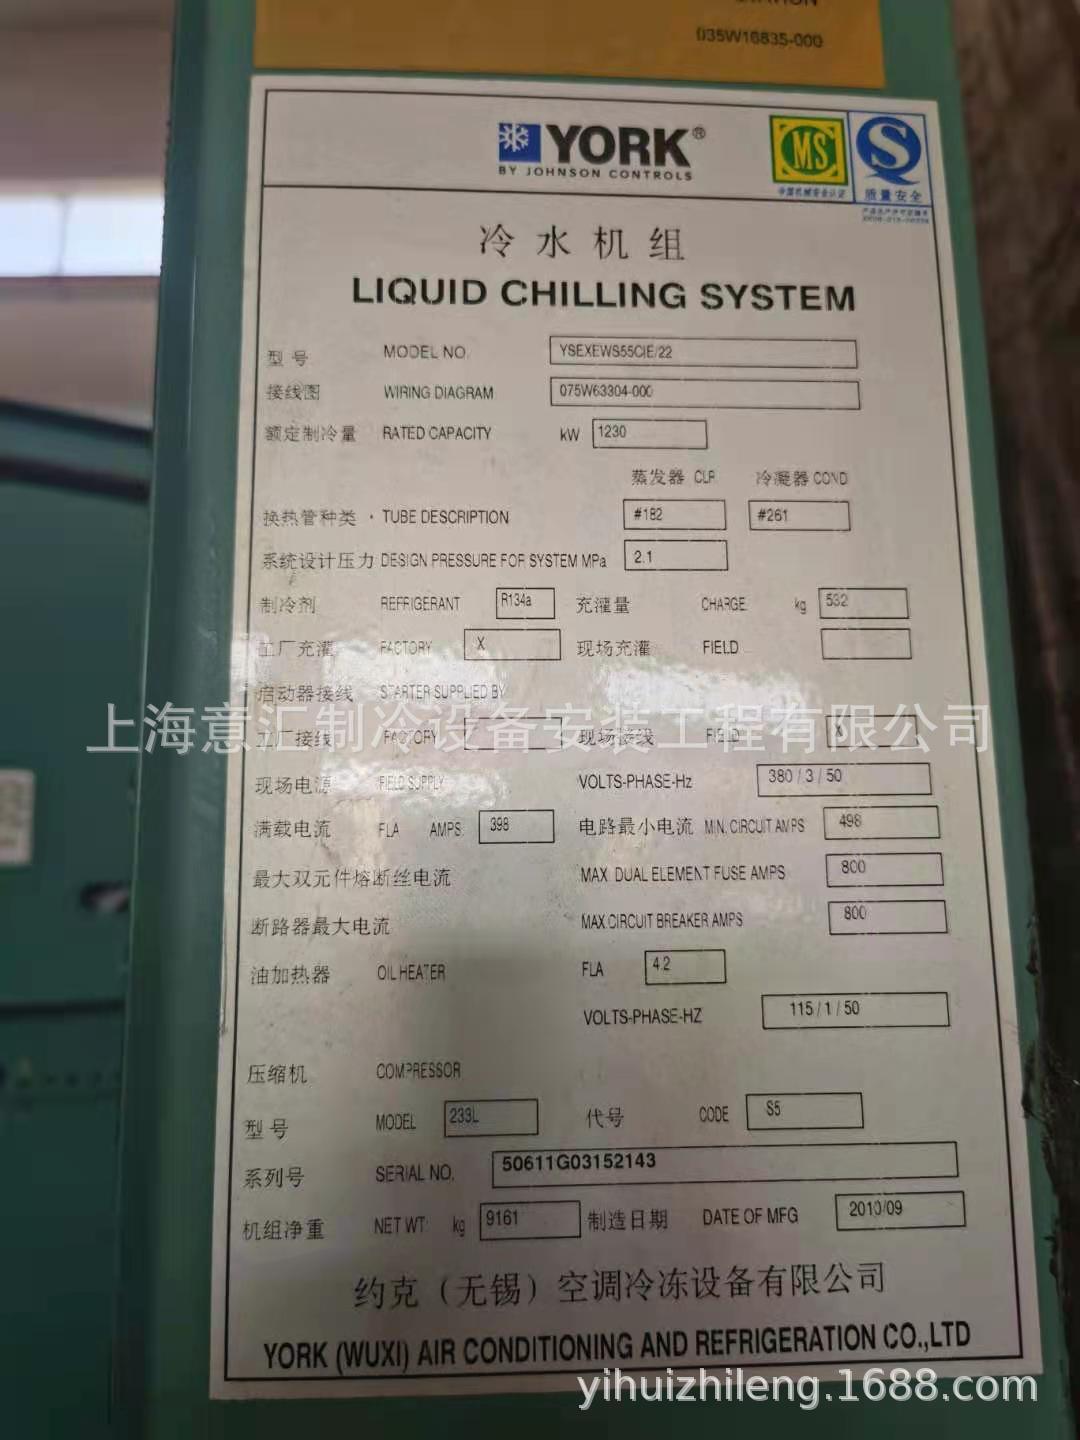 035W16835-000
YORK®
BY JOHNSON CONTROLS
MS
质量安全
冷水机组
LIQUID CHILLING SYSTEM
型号 MODEL NO. YSEXEWS55CIE/22
接线图 WIRING DIAGRAM 075W63304-000
额定制冷量 RATED CAPACITY kW 1230
蒸发器 CLR 冷凝器 COND
换热管种类 · TUBE DESCRIPTION #182 #261
系统设计压力 DESIGN PRESSURE FOR SYSTEM MPa 2.1
制冷剂 REFRIGERANT R134a 充灌量 CHARGE kg 532
工厂充灌 FACTORY X 现场充灌 FIELD
启动器接线 STARTER SUPPLIED BY
上海意汇制冷设备安装工程有限公司
工厂接线 FACTORY 现场接线 FIELD X
现场电源 FIELD SUPPLY VOLTS-PHASE-Hz 380/3/50
满载电流 FLA AMPS 398 电路最小电流 MIN. CIRCUIT AMPS 498
最大双元件熔断丝电流 MAX DUAL ELEMENT FUSE AMPS 800
断路器最大电流 MAX CIRCUIT BREAKER AMPS 800
油加热器 OIL HEATER FLA 4.2
VOLTS-PHASE-HZ 115/1/50
压缩机 COMPRESSOR
型号 MODEL 233L 代号 CODE S5
系列号 SERIAL NO. 50611G03152143
机组净重 NET WT: kg 9161 制造日期 DATE OF MFG 2010/09
约克（无锡）空调冷冻设备有限公司
YORK (WUXI) AIR CONDITIONING AND REFRIGERATION CO.,LTD
yihuizhileng.1688.com